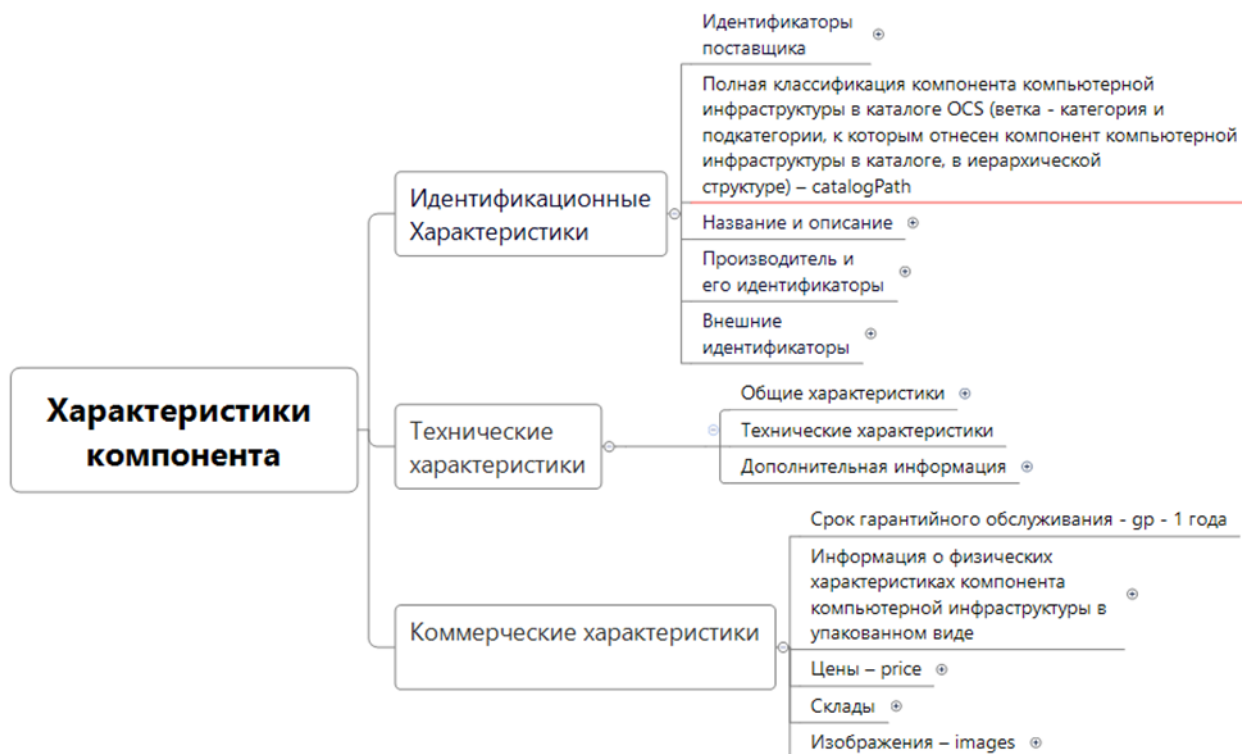 Идентификаторы
поставщика
Полная классификация компонента компьютерной
инфраструктуры в каталоге OCS (ветка - категория и
подкатегории, к которым отнесен компонент компьютерной
инфраструктуры в каталоге, в иерархической
структуре) – catalogPath
Идентификационные
Характеристики
Название и описание
Производитель и
его идентификаторы
Внешние
идентификаторы
Характеристики
компонента
Технические
характеристики
Общие характеристики
Технические характеристики
Дополнительная информация
Коммерческие характеристики
Срок гарантийного обслуживания - gp - 1 года
Информация о физических
характеристиках компонента
компьютерной инфраструктуры в
упакованном виде
Цены – price
Склады
Изображения – images